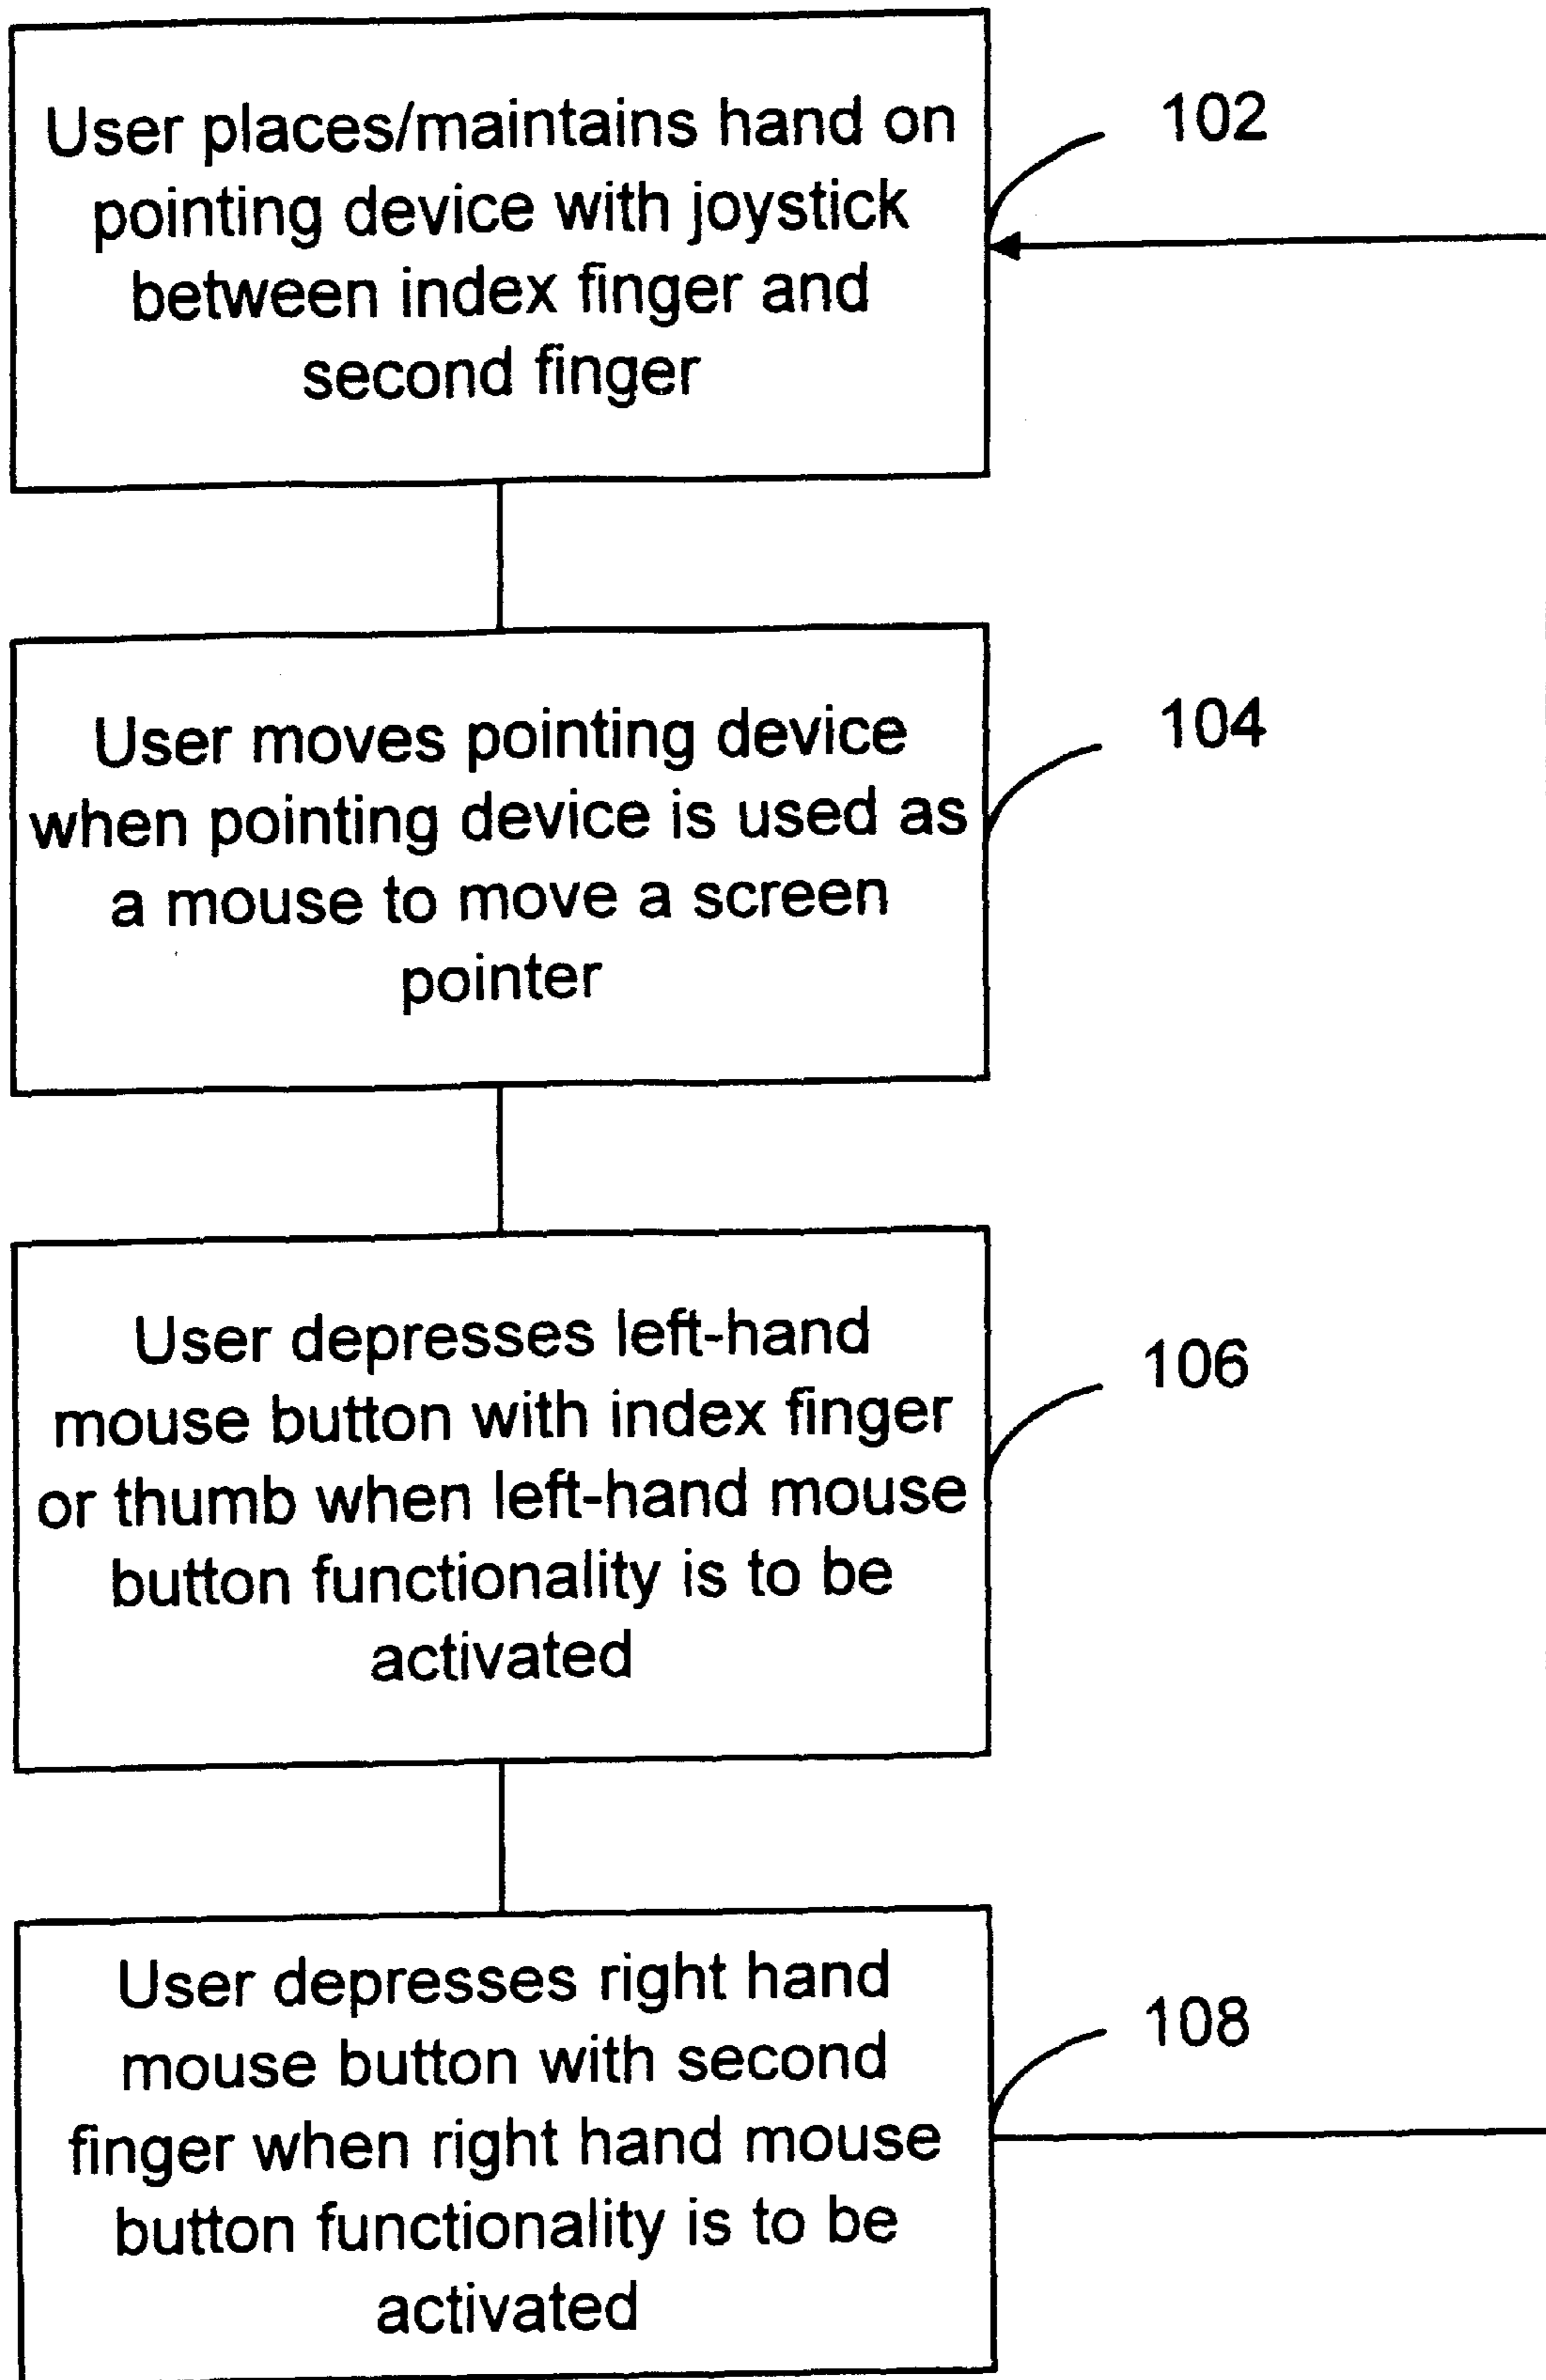 User places/maintains hand on
pointing device with joystick
between index finger and
second finger
102
User moves pointing device
when pointing device is used as
a mouse to move a screen
pointer
104
User depresses left-hand
mouse button with index finger
or thumb when left-hand mouse
button functionality is to be
activated
106
User depresses right hand
mouse button with second
finger when right hand mouse
button functionality is to be
activated
108